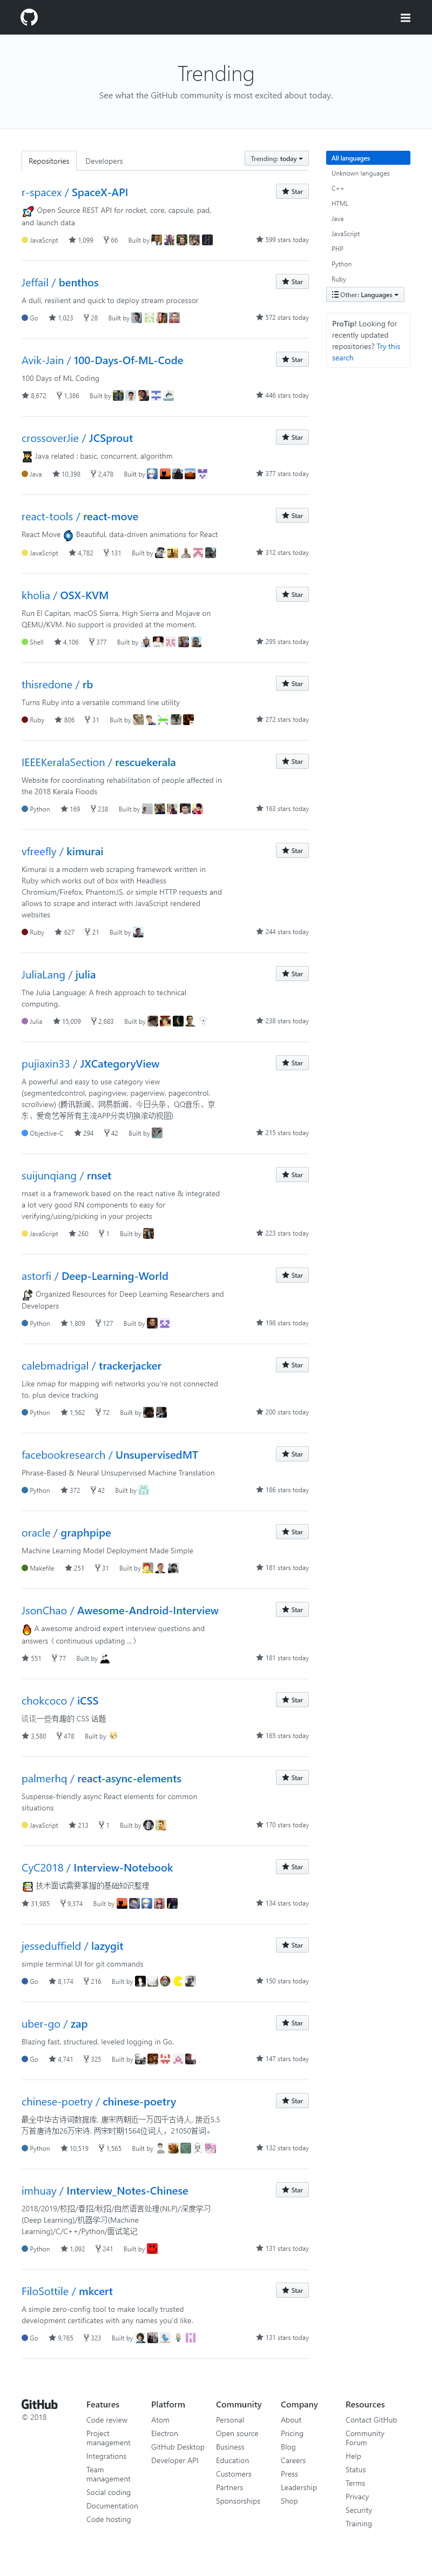 Trending
See what the GitHub community is most excited about today.
Repositories
Developers
Trending: today
All languages
Unknown languages
C++
HTML
Java
JavaScript
PHP
Python
Ruby
Other: Languages
ProTip! Looking for
recently updated
repositories? Try this
search
r-spacex / SpaceX-API
Star
Open Source REST API for rocket, core, capsule, pad,
and launch data
JavaScript 1,099 66 Built by 599 stars today
Jeffail / benthos
Star
A dull, resilient and quick to deploy stream processor
Go 1,023 28 Built by 572 stars today
Avik-Jain / 100-Days-Of-ML-Code
Star
100 Days of ML Coding
8,672 1,386 Built by 446 stars today
crossoverJie / JCSprout
Star
Java related : basic, concurrent, algorithm
Java 10,398 2,478 Built by 377 stars today
react-tools / react-move
Star
React Move Beautiful, data-driven animations for React
JavaScript 4,782 131 Built by 312 stars today
kholia / OSX-KVM
Star
Run El Capitan, macOS Sierra, High Sierra and Mojave on
QEMU/KVM. No support is provided at the moment.
Shell 4,106 377 Built by 295 stars today
thisredone / rb
Star
Turns Ruby into a versatile command line utility
Ruby 806 31 Built by 272 stars today
IEEEKeralaSection / rescuekerala
Star
Website for coordinating rehabilitation of people affected in
the 2018 Kerala Floods
Python 169 238 Built by 163 stars today
vfreefly / kimurai
Star
Kimurai is a modern web scraping framework written in
Ruby which works out of box with Headless
Chromium/Firefox, PhantomJS, or simple HTTP requests and
allows to scrape and interact with JavaScript rendered
websites
Ruby 627 21 Built by 244 stars today
JuliaLang / julia
Star
The Julia Language: A fresh approach to technical
computing.
Julia 15,009 2,683 Built by 238 stars today
pujiaxin33 / JXCategoryView
Star
A powerful and easy to use category view
(segmentedcontrol, pagingview, pagerview, pagecontrol,
scrollview) (腾讯新闻、网易新闻、今日头条、QQ音乐、京
东、爱奇艺等所有主流APP分类切换滚动视图)
Objective-C 294 42 Built by 215 stars today
suijunqiang / rnset
Star
rnset is a framework based on the react native & integrated
a lot very good RN components to easy for
verifying/using/picking in your projects
JavaScript 260 1 Built by 223 stars today
astorfi / Deep-Learning-World
Star
Organized Resources for Deep Learning Researchers and
Developers
Python 1,809 127 Built by 198 stars today
calebmadrigal / trackerjacker
Star
Like nmap for mapping wifi networks you're not connected
to, plus device tracking
Python 1,562 72 Built by 200 stars today
facebookresearch / UnsupervisedMT
Star
Phrase-Based & Neural Unsupervised Machine Translation
Python 372 42 Built by 186 stars today
oracle / graphpipe
Star
Machine Learning Model Deployment Made Simple
Makefile 251 31 Built by 181 stars today
JsonChao / Awesome-Android-Interview
Star
A awesome android expert interview questions and
answers（continuous updating ...）
551 77 Built by 181 stars today
chokcoco / iCSS
Star
谈谈一些有趣的 CSS 话题
3,580 478 Built by 165 stars today
palmerhq / react-async-elements
Star
Suspense-friendly async React elements for common
situations
JavaScript 213 1 Built by 170 stars today
CyC2018 / Interview-Notebook
Star
技术面试需要掌握的基础知识整理
31,985 9,374 Built by 134 stars today
jesseduffield / lazygit
Star
simple terminal UI for git commands
Go 8,174 216 Built by 150 stars today
uber-go / zap
Star
Blazing fast, structured, leveled logging in Go.
Go 4,741 325 Built by 147 stars today
chinese-poetry / chinese-poetry
Star
最全中华古诗词数据库, 唐宋两朝近一万四千古诗人, 接近5.5
万首唐诗加26万宋诗. 两宋时期1564位词人，21050首词。
Python 10,519 1,565 Built by 132 stars today
imhuay / Interview_Notes-Chinese
Star
2018/2019/校招/春招/秋招/自然语言处理(NLP)/深度学习
(Deep Learning)/机器学习(Machine
Learning)/C/C++/Python/面试笔记
Python 1,092 241 Built by 131 stars today
FiloSottile / mkcert
Star
A simple zero-config tool to make locally trusted
development certificates with any names you'd like.
Go 9,765 323 Built by 131 stars today
GitHub
© 2018
Features
Code review
Project
management
Integrations
Team
management
Social coding
Documentation
Code hosting
Platform
Atom
Electron
GitHub Desktop
Developer API
Community
Personal
Open source
Business
Education
Customers
Partners
Sponsorships
Company
About
Pricing
Blog
Careers
Press
Leadership
Shop
Resources
Contact GitHub
Community
Forum
Help
Status
Terms
Privacy
Security
Training